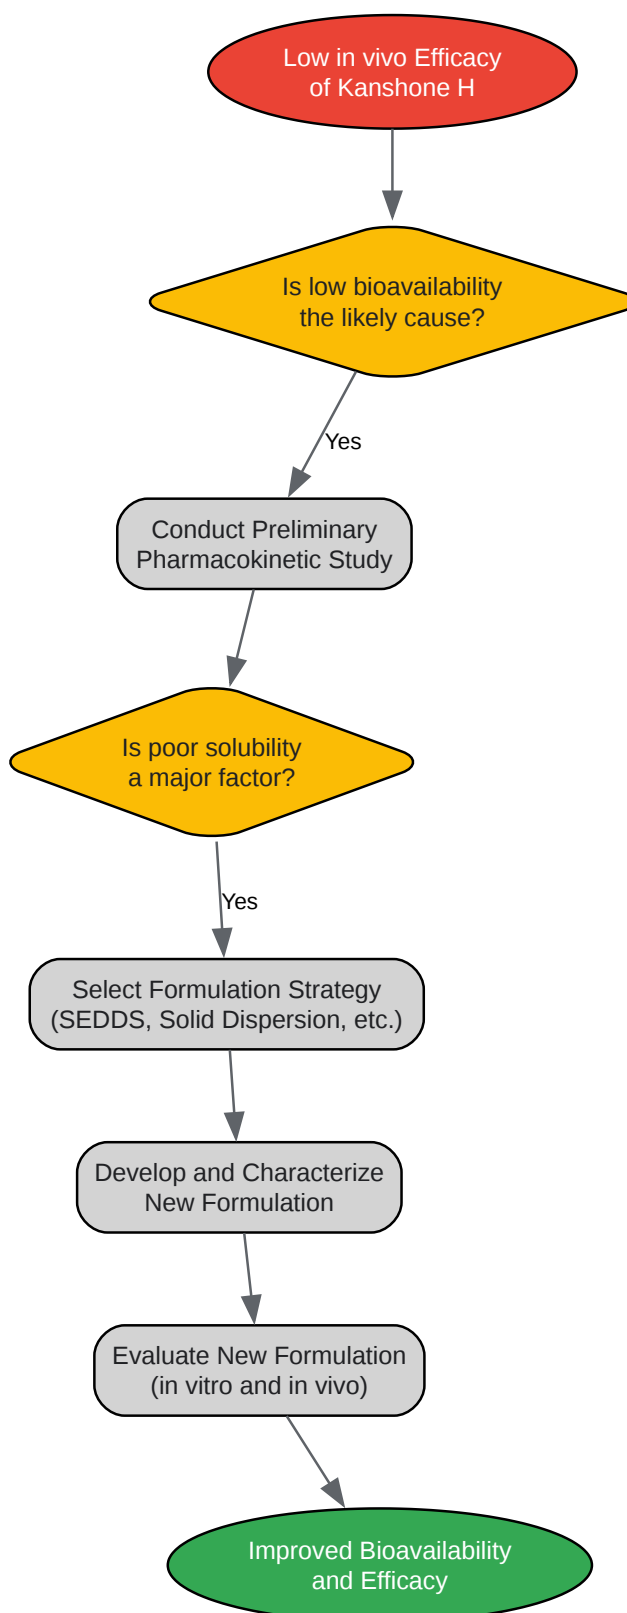 Low in vivo Efficacy
of Kanshone H
Is low bioavailability
the likely cause?
Yes
Conduct Preliminary
Pharmacokinetic Study
Is poor solubility
a major factor?
Yes
Select Formulation Strategy
(SEDDS, Solid Dispersion, etc.)
Develop and Characterize
New Formulation
Evaluate New Formulation
(in vitro and in vivo)
Improved Bioavailability
and Efficacy